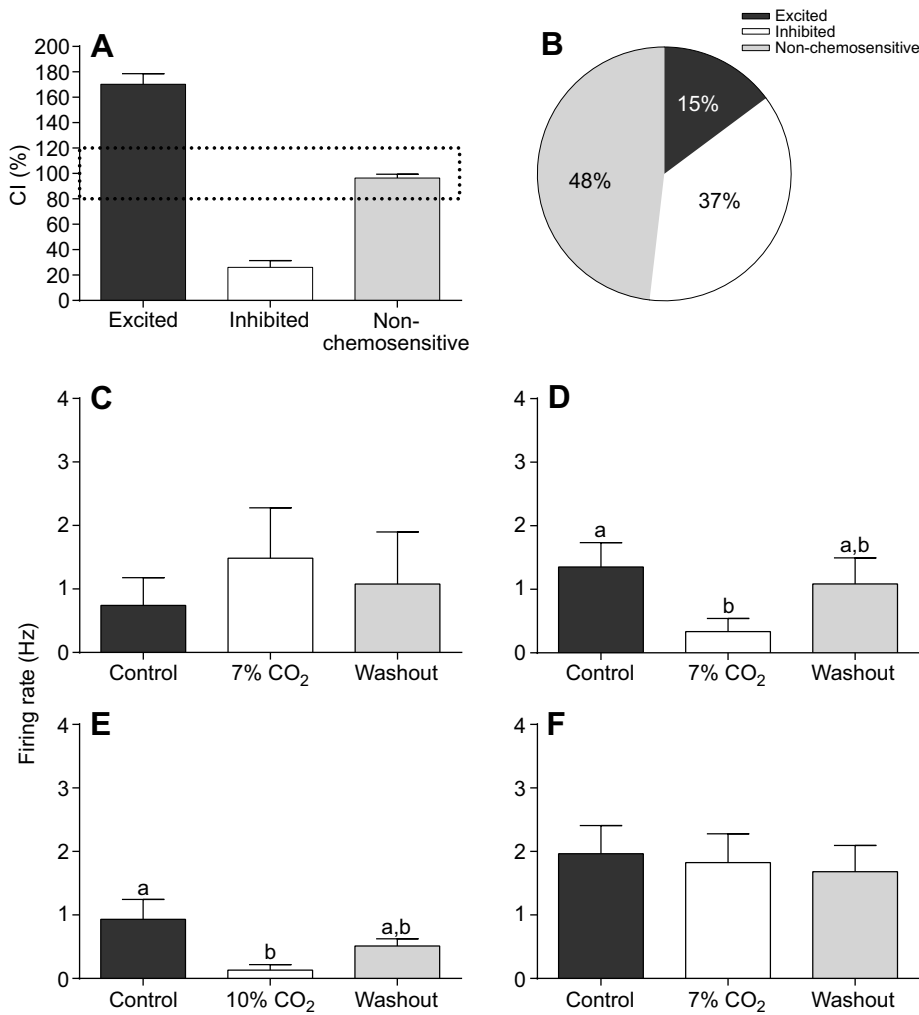 A
CI (%)
200
180
160
140
120
100
80
60
40
20
0
Excited
Inhibited
Non-
chemosensitive
B
Excited
Inhibited
Non-chemosensitive
15%
37%
48%
Firing rate (Hz)
C
4
3
2
1
0
Control
7% CO₂
Washout
D
4
3
2
1
0
a
b
a,b
Control
7% CO₂
Washout
E
4
3
2
1
0
a
b
a,b
Control
10% CO₂
Washout
F
4
3
2
1
0
Control
7% CO₂
Washout